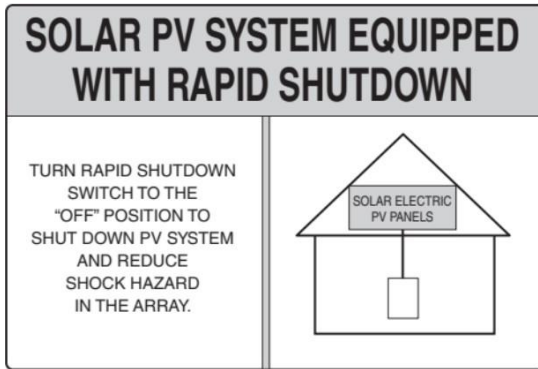 SOLAR PV SYSTEM EQUIPPED
WITH RAPID SHUTDOWN
TURN RAPID SHUTDOWN
SWITCH TO THE
“OFF” POSITION TO
SHUT DOWN PV SYSTEM
AND REDUCE
SHOCK HAZARD
IN THE ARRAY.
SOLAR ELECTRIC
PV PANELS